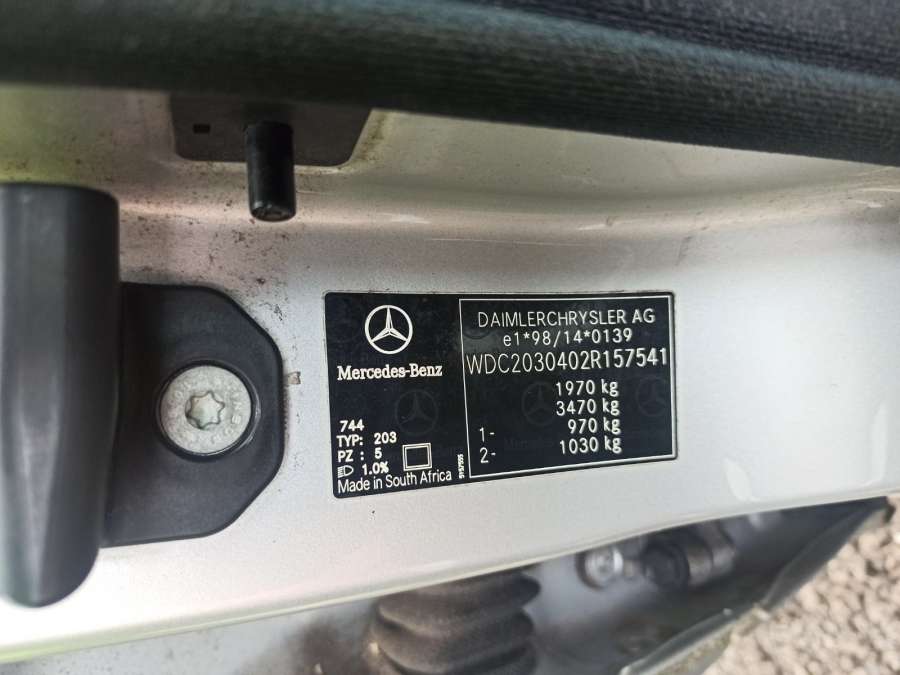 Mercedes-Benz
744
TYP: 203
PZ : 5
1.0%
Made in South Africa
DAIMLERCHRYSLER AG
e1*98/14*0139
WDC2030402R157541
1970 kg
3470 kg
1- 970 kg
2- 1030 kg